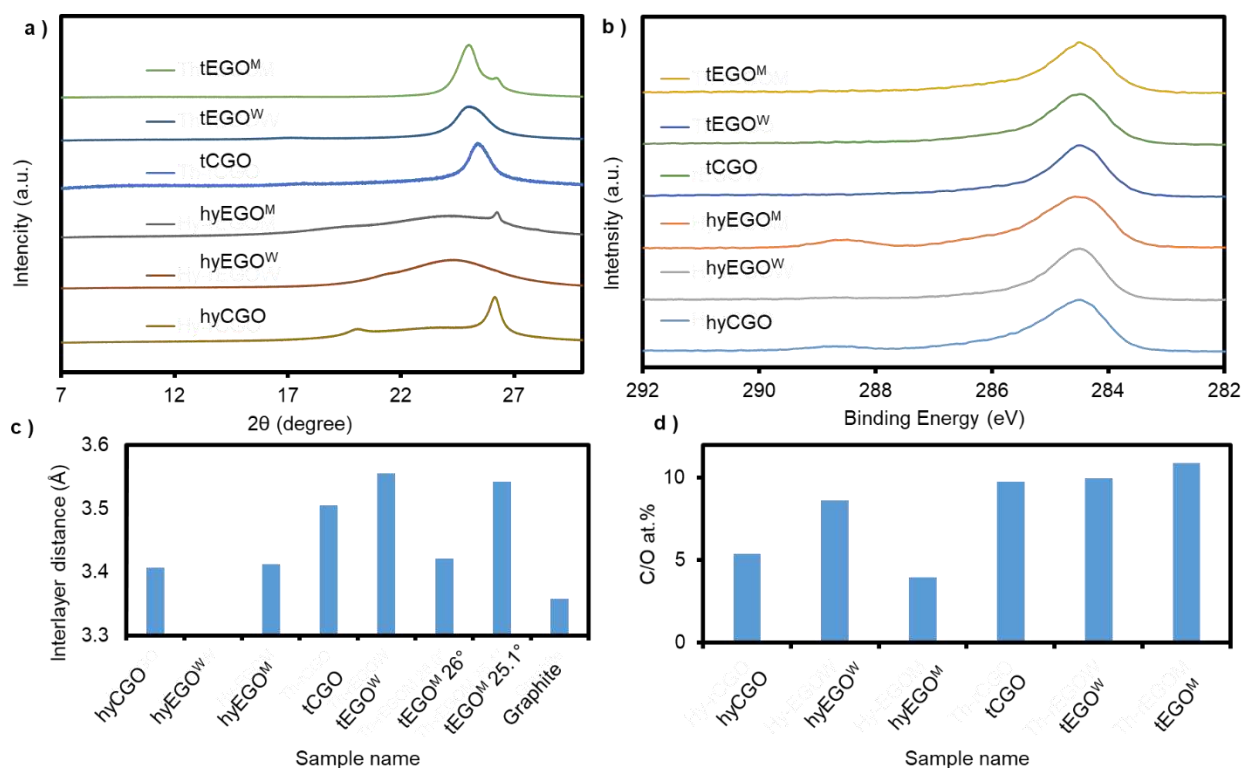 a )
tEGOᴹ
tEGOᵂ
tCGO
hyEGOᴹ
hyEGOᵂ
hyCGO
Intencity (a.u.)
7 12 17 22 27
2θ (degree)
b )
tEGOᴹ
tEGOᵂ
tCGO
hyEGOᴹ
hyEGOᵂ
hyCGO
Intetnsity (a.u.)
292 290 288 286 284 282
Binding Energy (eV)
c )
Interlayer distance (Å)
3.6
3.5
3.4
3.3
hyCGO hyEGOᵂ hyEGOᴹ tCGO tEGOᵂ tEGOᴹ 26° tEGOᴹ 25.1° Graphite
Sample name
d )
C/O at.%
10
5
0
hyCGO hyEGOᵂ hyEGOᴹ tCGO tEGOᵂ tEGOᴹ
Sample name